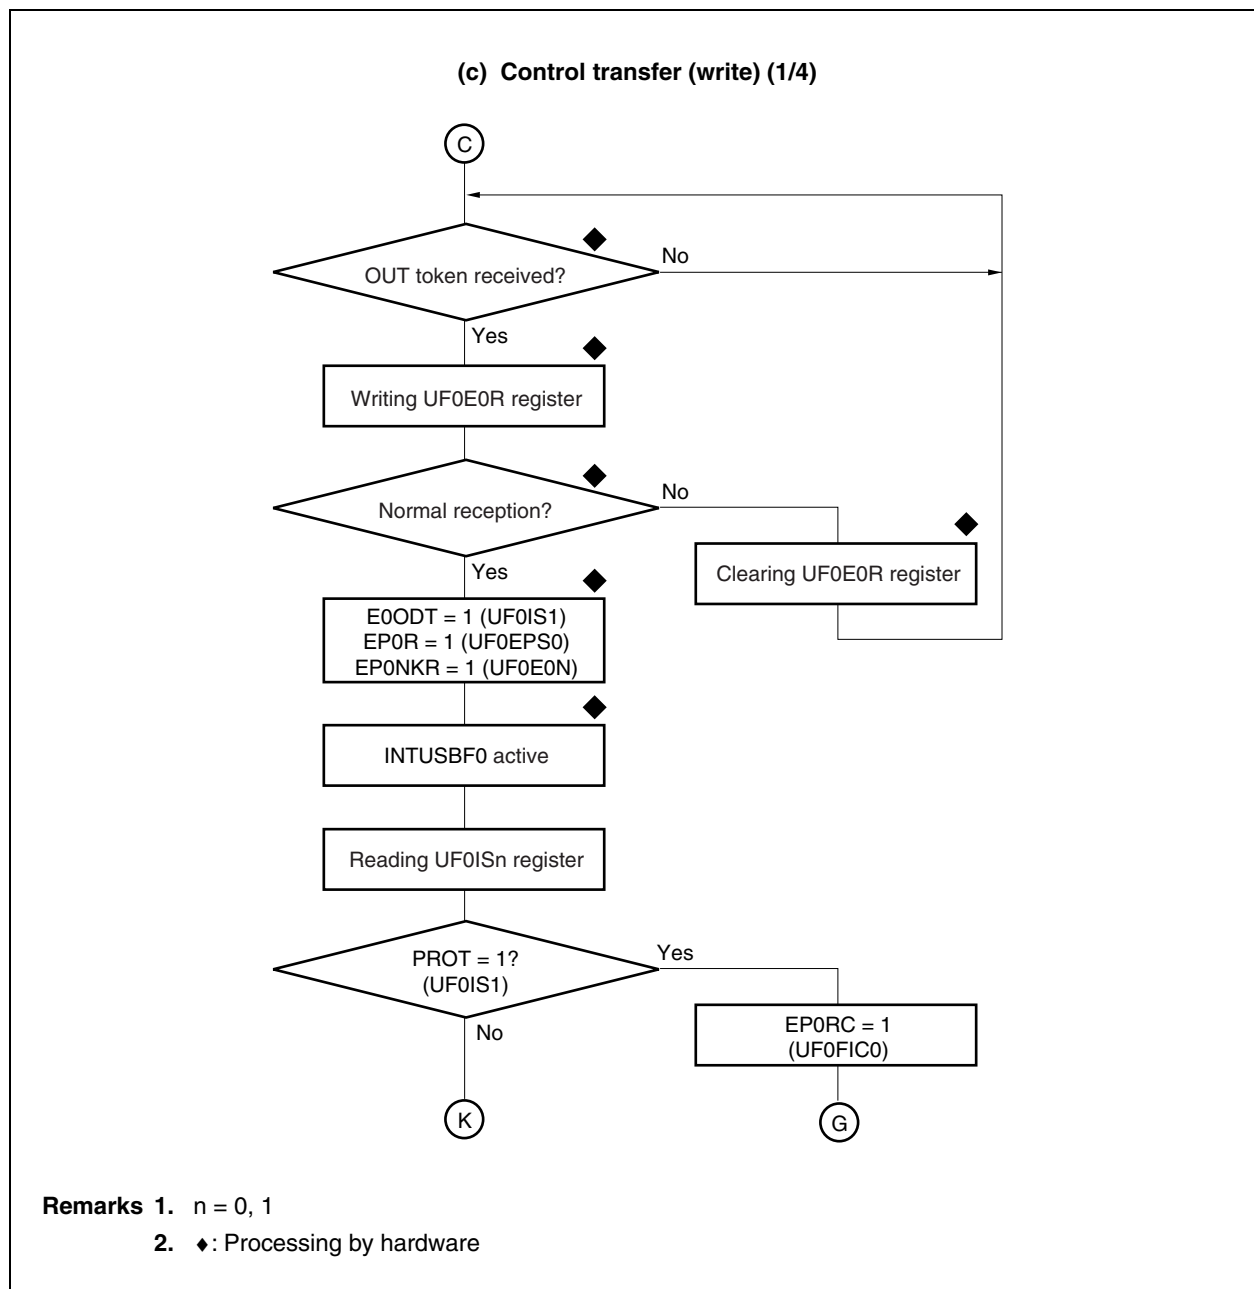 (c) Control transfer (write) (1/4)
C
OUT token received?
No
Yes
Writing UF0E0R register
Normal reception?
No
Yes
Clearing UF0E0R register
E0ODT = 1 (UF0IS1)
EP0R = 1 (UF0EPS0)
EP0NKR = 1 (UF0E0N)
INTUSBF0 active
Reading UF0ISn register
PROT = 1?
(UF0IS1)
Yes
No
EP0RC = 1
(UF0FIC0)
K
G
Remarks 1. n = 0, 1
2. ♦: Processing by hardware